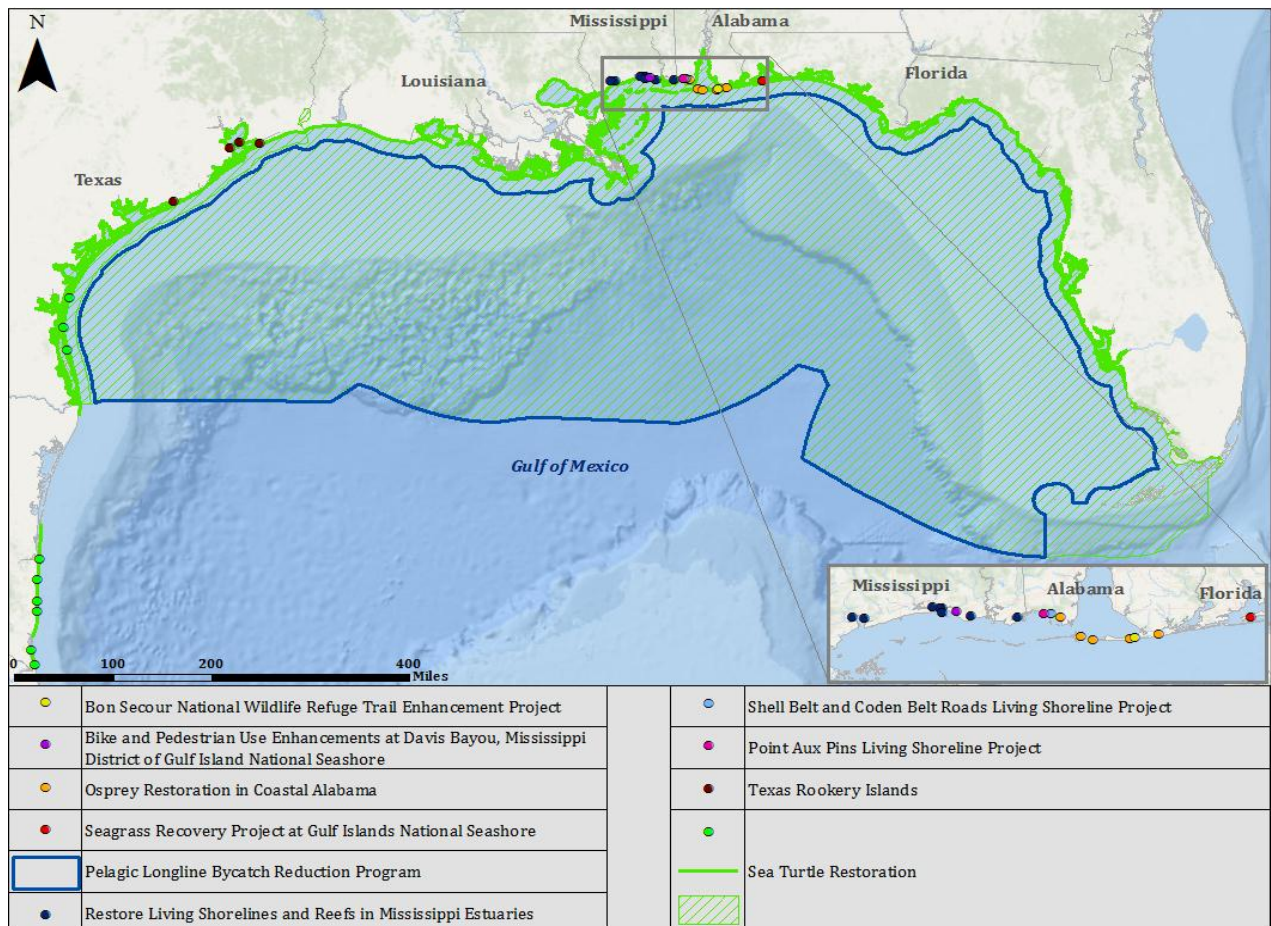 N
Mississippi
Alabama
Louisiana
Florida
Texas
Gulf of Mexico
Mississippi
Alabama
Florida
0 100 200 400
Miles
Bon Secour National Wildlife Refuge Trail Enhancement Project
Bike and Pedestrian Use Enhancements at Davis Bayou, Mississippi
District of Gulf Island National Seashore
Osprey Restoration in Coastal Alabama
Seagrass Recovery Project at Gulf Islands National Seashore
Pelagic Longline Bycatch Reduction Program
Restore Living Shorelines and Reefs in Mississippi Estuaries
Shell Belt and Coden Belt Roads Living Shoreline Project
Point Aux Pins Living Shoreline Project
Texas Rookery Islands
Sea Turtle Restoration